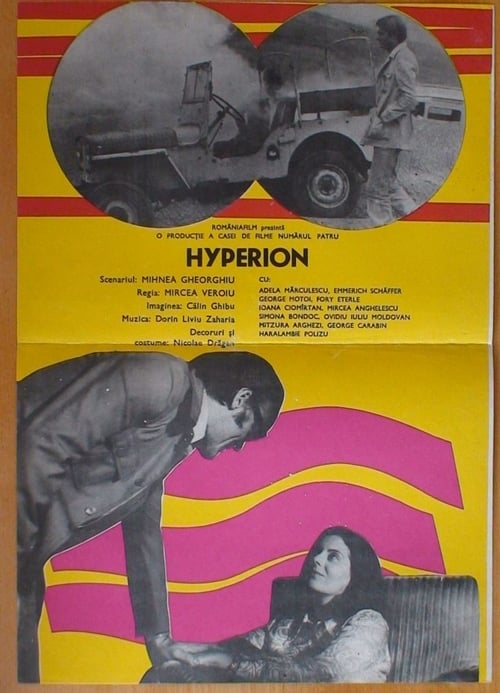 ROMÂNIAFILM prezintă
O PRODUCȚIE A CASEI DE FILME NUMĂRUL PATRU
HYPERION
Scenariul: MIHNEA GHEORGHIU
Regia: MIRCEA VEROIU
Imaginea: Călin Ghibu
Muzica: Dorin Liviu Zaharia
Decoruri și
costume: Nicolae Drăgan
CU:
ADELA MĂRCULESCU, EMMERICH SCHÄFFER
GEORGE MOTOI, FORY ETERLE
IOANA CIOMÎRTAN, MIRCEA ANGHELESCU
SIMONA BONDOC, OVIDIU IULIU MOLDOVAN
MITZURA ARGHEZI, GEORGE CARABIN
HARALAMBIE POLIZU